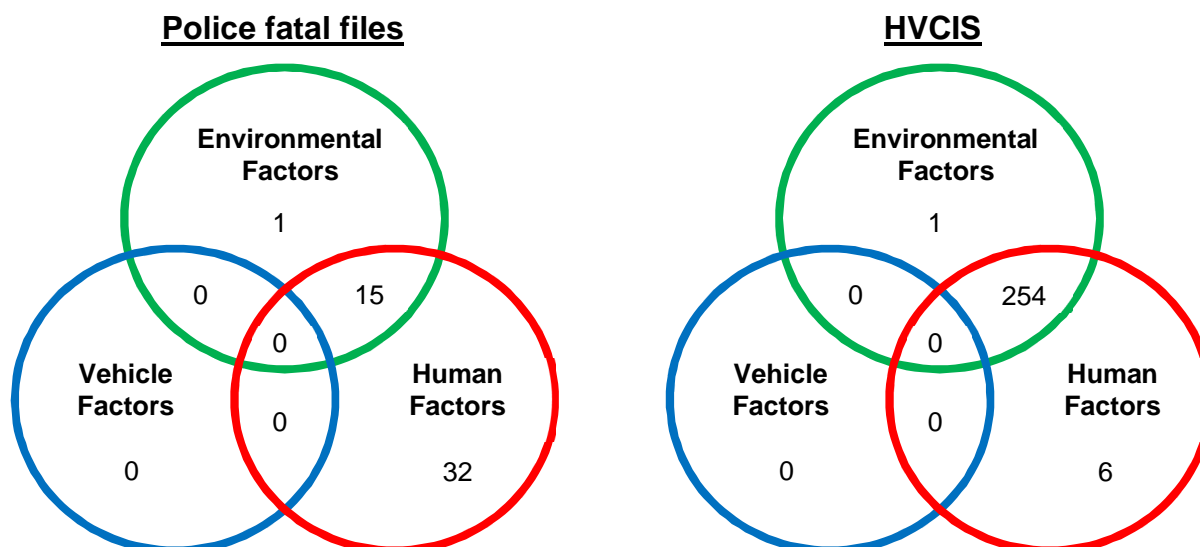 Police fatal files
Environmental
Factors
1
0
15
0
Vehicle
Factors
Human
Factors
0
0
32
HVCIS
Environmental
Factors
1
0
254
0
Vehicle
Factors
Human
Factors
0
0
6